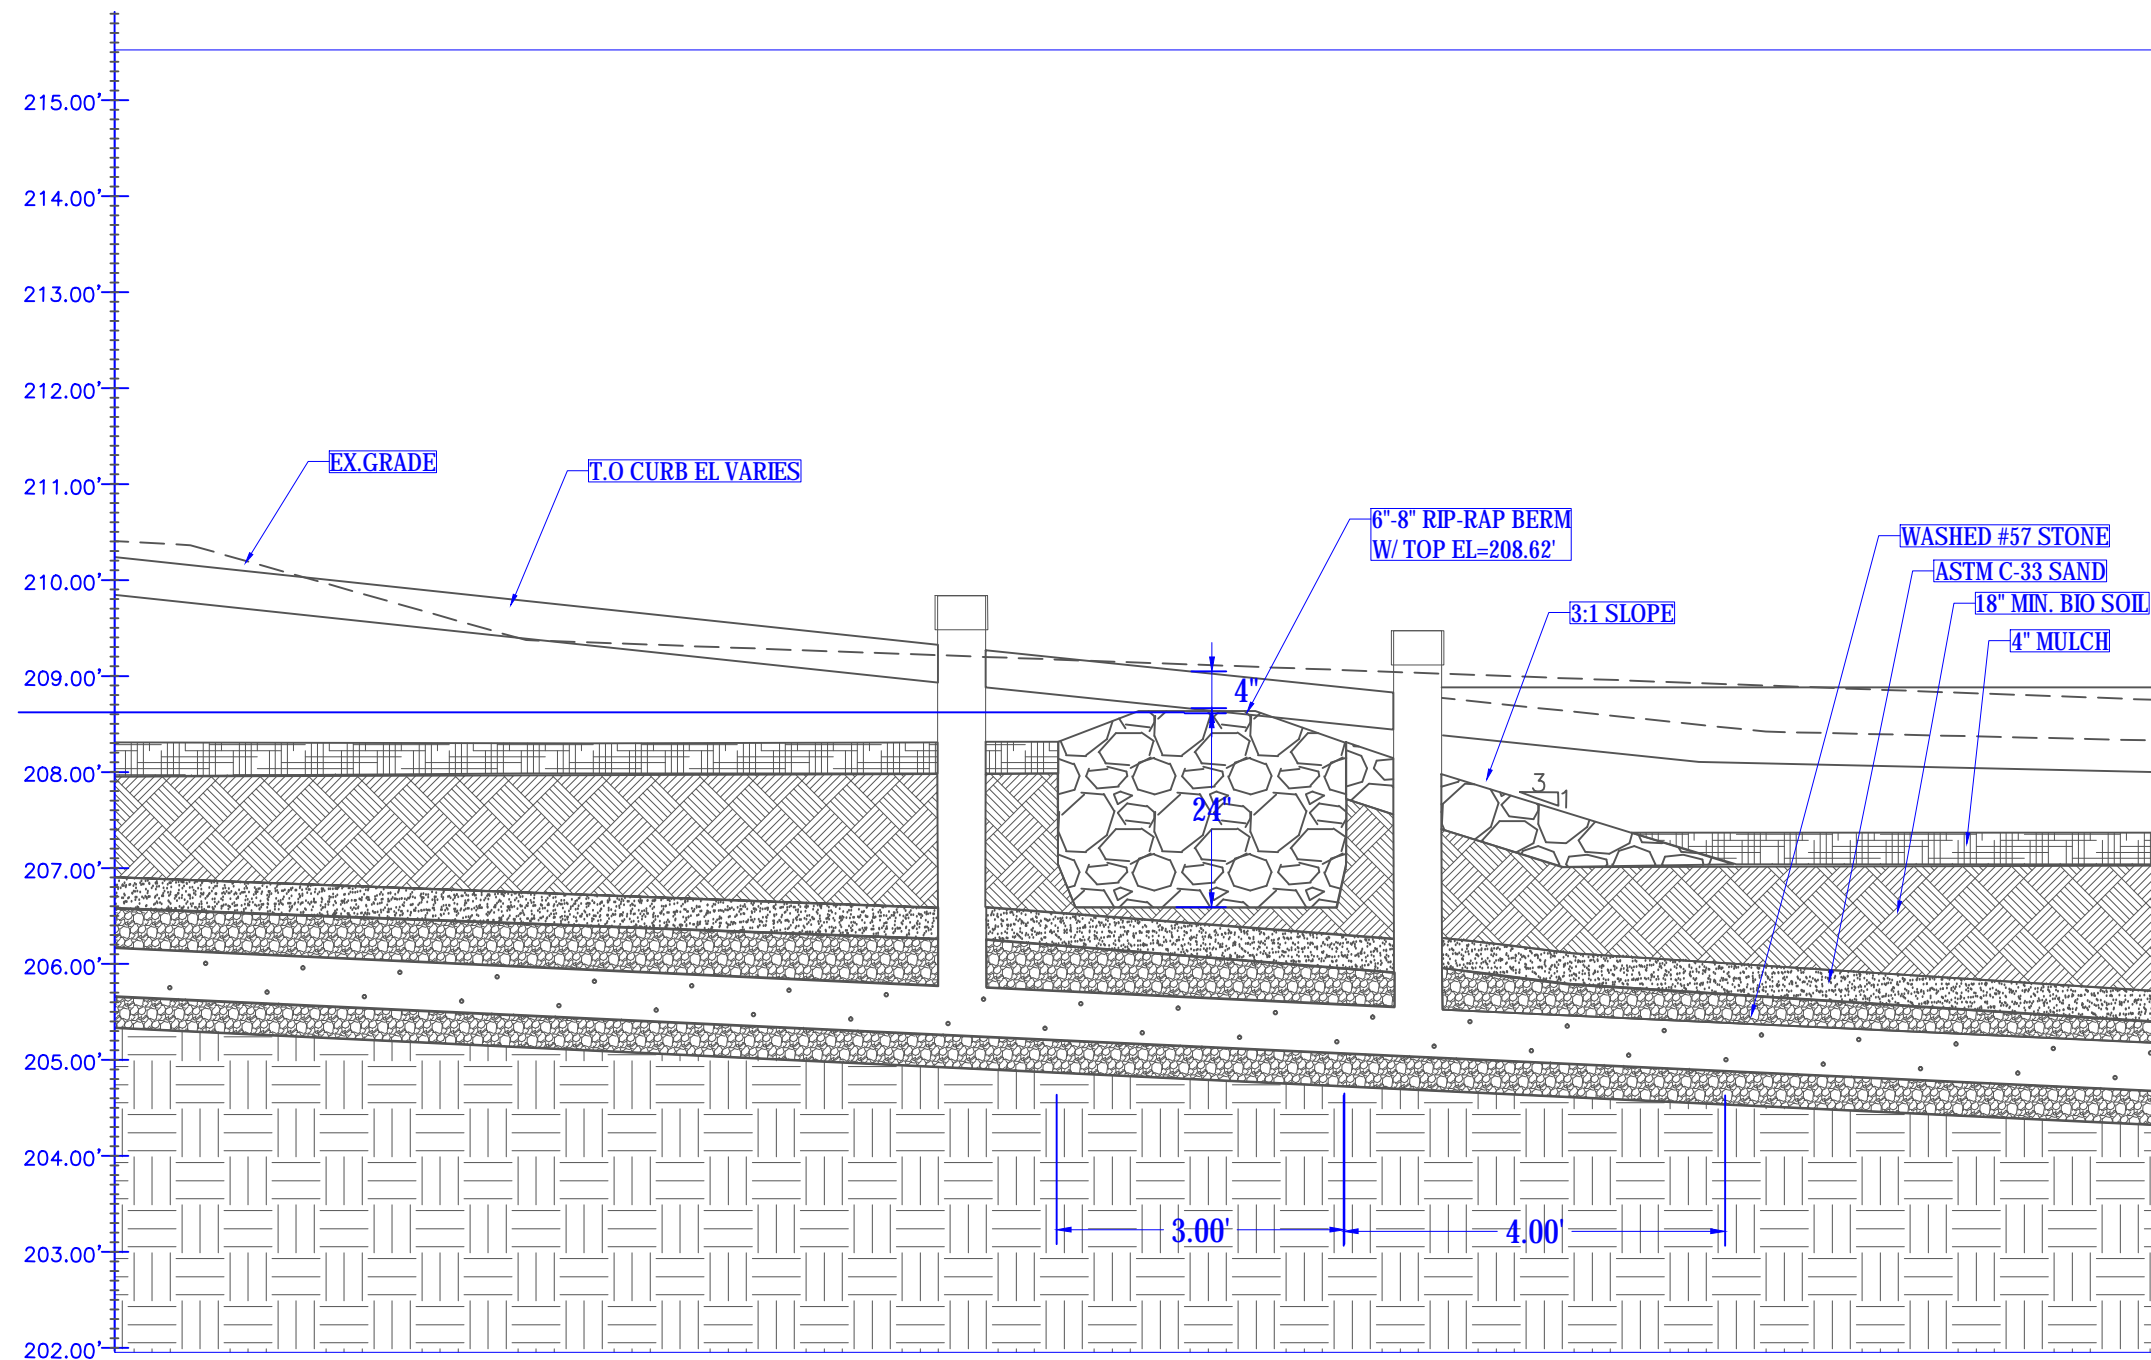 215.00'
214.00'
213.00'
212.00'
211.00'
210.00'
209.00'
208.00'
207.00'
206.00'
205.00'
204.00'
203.00'
202.00'
EX.GRADE
T.O CURB EL VARIES
6"-8" RIP-RAP BERM
W/ TOP EL=208.62'
3:1 SLOPE
WASHED #57 STONE
ASTM C-33 SAND
18" MIN. BIO SOIL
4" MULCH
4"
24"
3
1
3.00'
4.00'